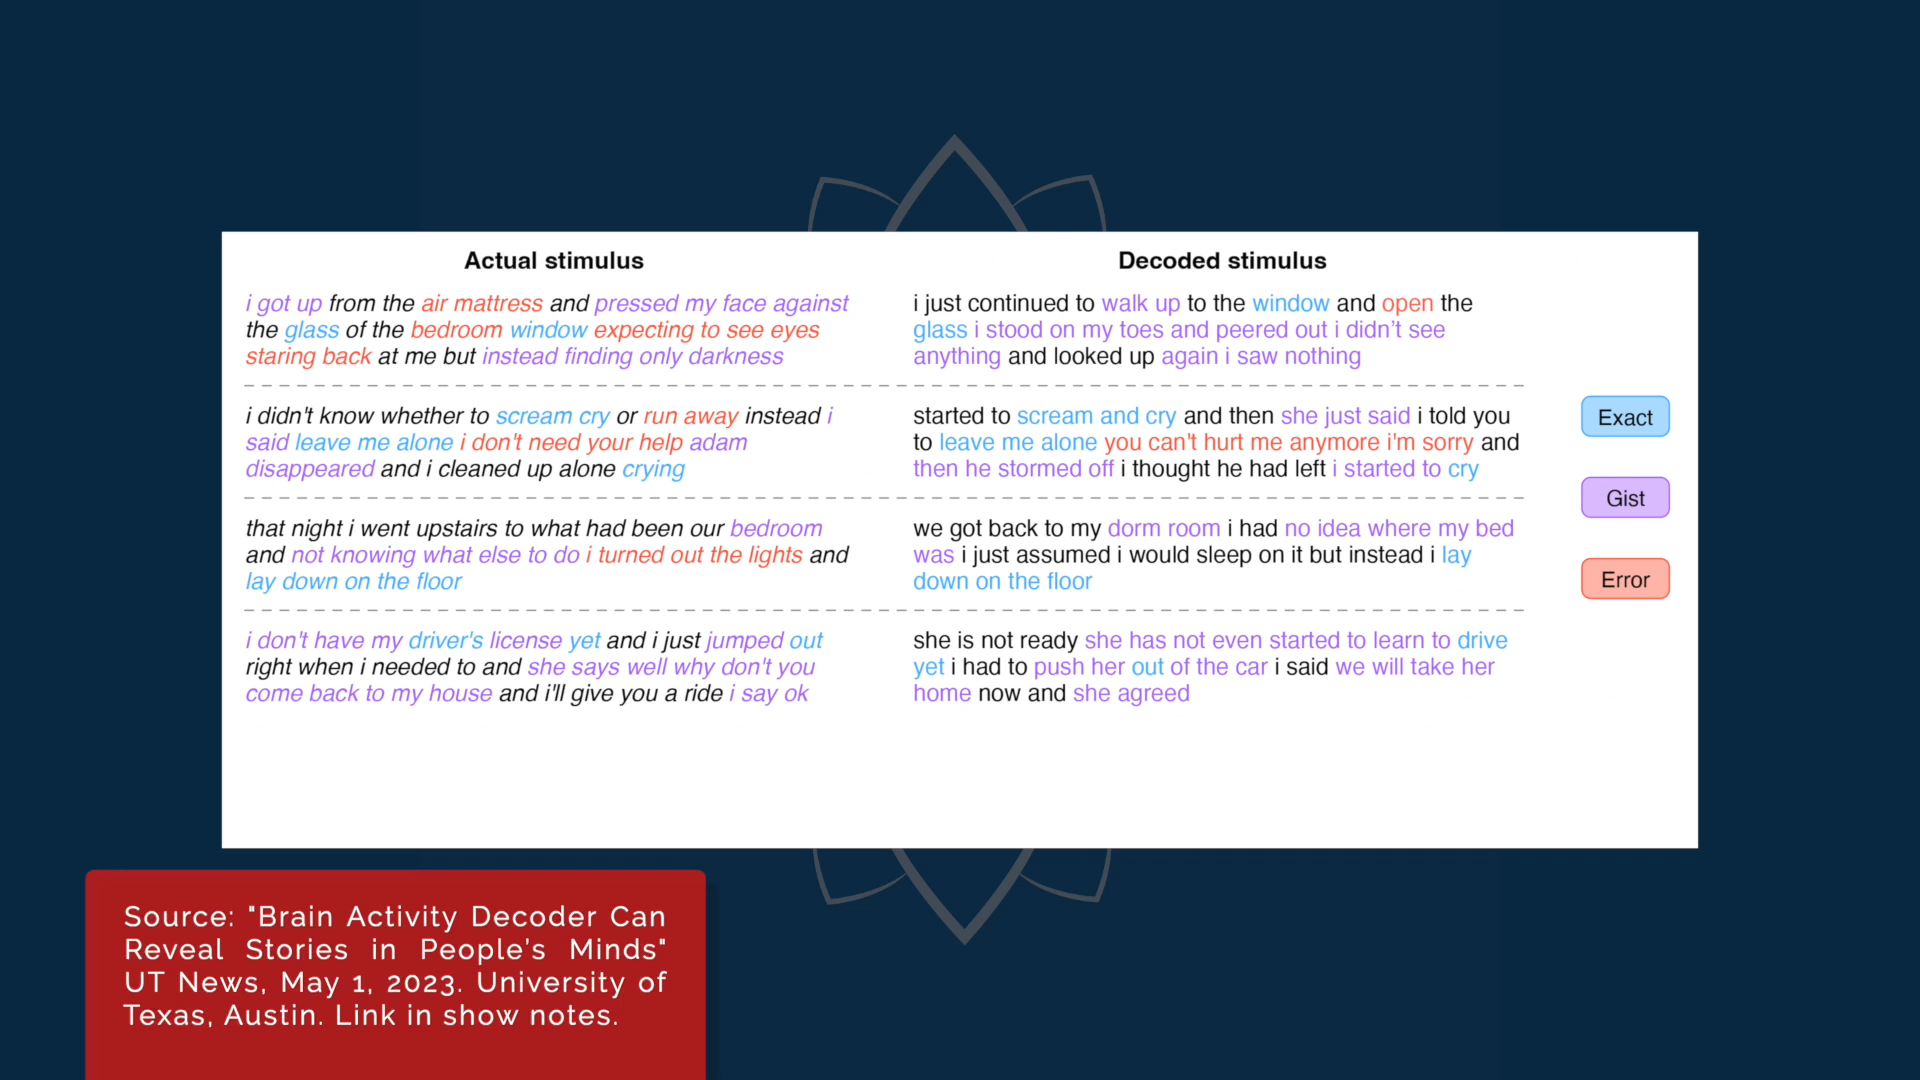 Actual stimulus
i got up from the air mattress and pressed my face against
the glass of the bedroom window expecting to see eyes
staring back at me but instead finding only darkness
i didn't know whether to scream cry or run away instead i
said leave me alone i don't need your help adam
disappeared and i cleaned up alone crying
that night i went upstairs to what had been our bedroom
and not knowing what else to do i turned out the lights and
lay down on the floor
i don't have my driver's license yet and i just jumped out
right when i needed to and she says well why don't you
come back to my house and i'll give you a ride i say ok
Decoded stimulus
i just continued to walk up to the window and open the
glass i stood on my toes and peered out i didn’t see
anything and looked up again i saw nothing
started to scream and cry and then she just said i told you
to leave me alone you can't hurt me anymore i'm sorry and
then he stormed off i thought he had left i started to cry
we got back to my dorm room i had no idea where my bed
was i just assumed i would sleep on it but instead i lay
down on the floor
she is not ready she has not even started to learn to drive
yet i had to push her out of the car i said we will take her
home now and she agreed
Exact
Gist
Error
Source: "Brain Activity Decoder Can
Reveal Stories in People's Minds"
UT News, May 1, 2023. University of
Texas, Austin. Link in show notes.